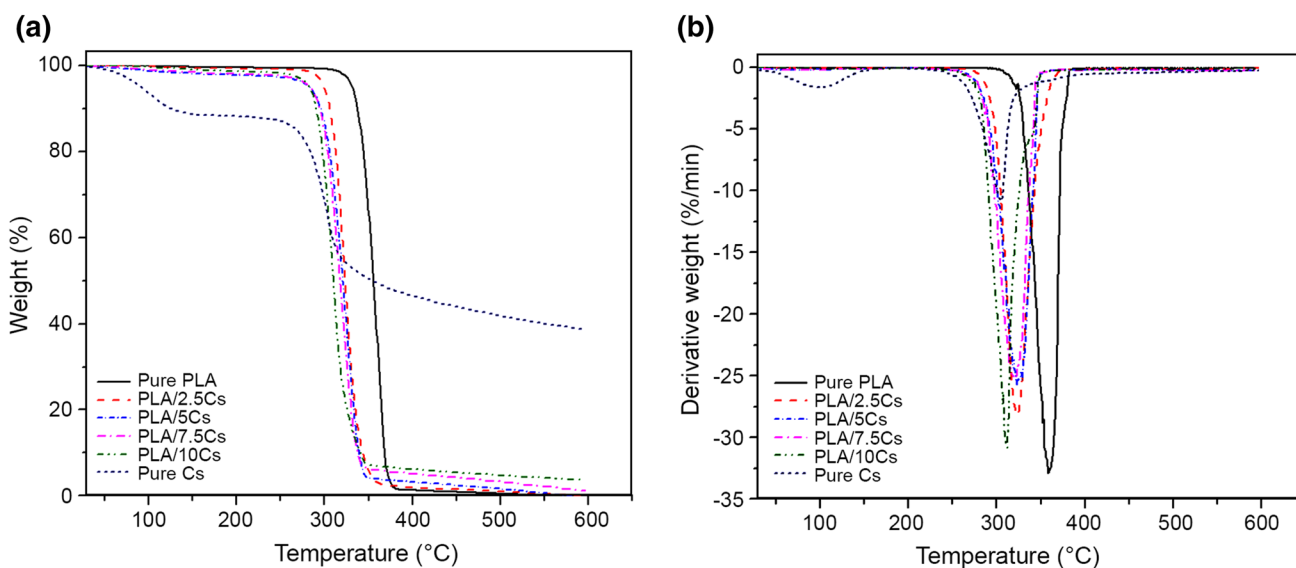 (a)
100
80
60
40
20
0
Weight (%)
Pure PLA
PLA/2.5Cs
PLA/5Cs
PLA/7.5Cs
PLA/10Cs
Pure Cs
100 200 300 400 500 600
Temperature (°C)
(b)
0
-5
-10
-15
-20
-25
-30
-35
Derivative weight (%/min)
Pure PLA
PLA/2.5Cs
PLA/5Cs
PLA/7.5Cs
PLA/10Cs
Pure Cs
100 200 300 400 500 600
Temperature (°C)